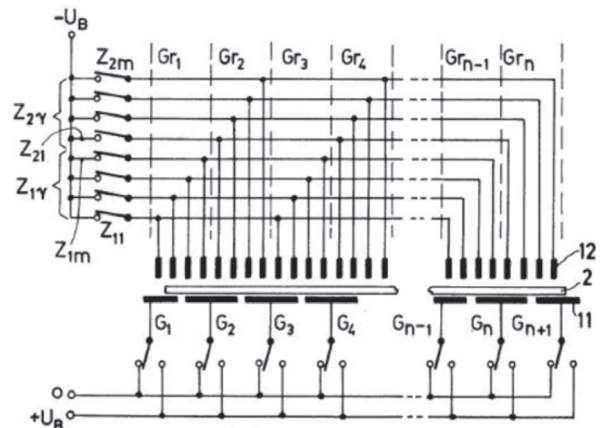 -U_B
Z_2m Gr_1 Gr_2 Gr_3 Gr_4 Gr_n-1 Gr_n
Z_2γ
Z_21
Z_1γ
Z_1m Z_11
12
2
11
G_1 G_2 G_3 G_4 G_n-1 G_n G_n+1
O
+U_B